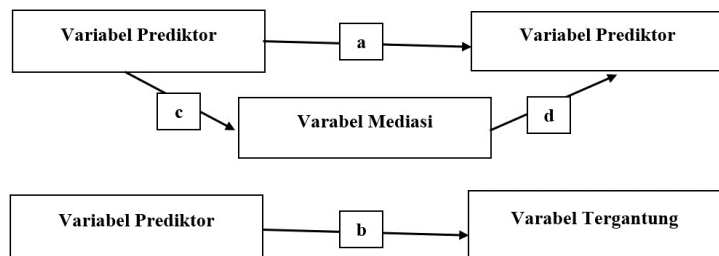 Variabel Prediktor
a
Variabel Prediktor
c
Varabel Mediasi
d
Variabel Prediktor
b
Varabel Tergantung